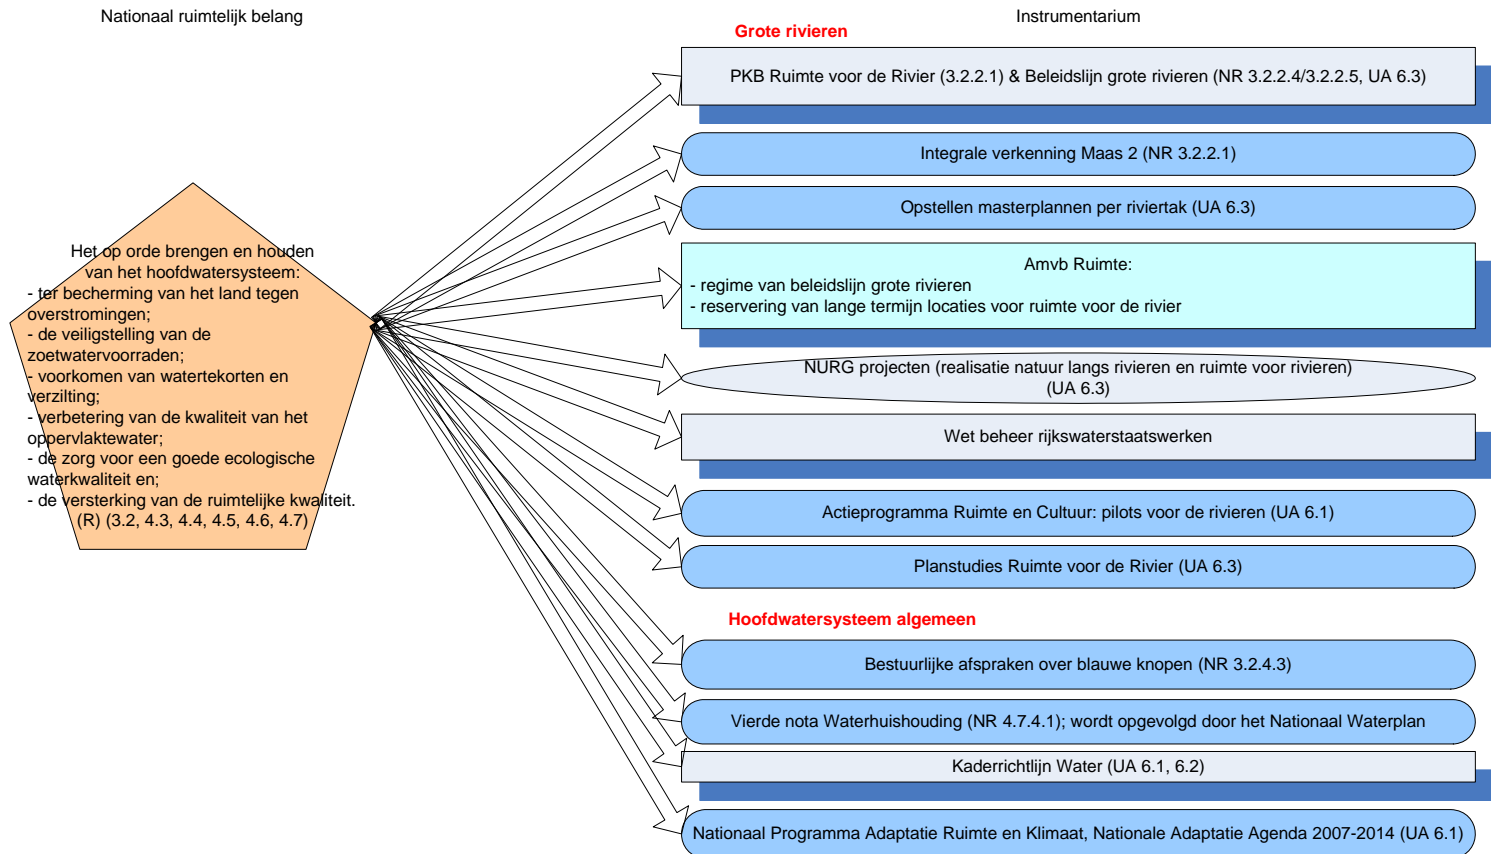 Nationaal ruimtelijk belang
Instrumentarium
Het op orde brengen en houden
van het hoofdwatersysteem:
- ter becherming van het land tegen
overstromingen;
- de veiligstelling van de
zoetwatervoorraden;
- voorkomen van watertekorten en
verzilting;
- verbetering van de kwaliteit van het
oppervlaktewater;
- de zorg voor een goede ecologische
waterkwaliteit en;
- de versterking van de ruimtelijke kwaliteit.
(R) (3.2, 4.3, 4.4, 4.5, 4.6, 4.7)
Grote rivieren
PKB Ruimte voor de Rivier (3.2.2.1) & Beleidslijn grote rivieren (NR 3.2.2.4/3.2.2.5, UA 6.3)
Integrale verkenning Maas 2 (NR 3.2.2.1)
Opstellen masterplannen per riviertak (UA 6.3)
Amvb Ruimte:
- regime van beleidslijn grote rivieren
- reservering van lange termijn locaties voor ruimte voor de rivier
NURG projecten (realisatie natuur langs rivieren en ruimte voor rivieren)
(UA 6.3)
Wet beheer rijkswaterstaatswerken
Actieprogramma Ruimte en Cultuur: pilots voor de rivieren (UA 6.1)
Planstudies Ruimte voor de Rivier (UA 6.3)
Hoofdwatersysteem algemeen
Bestuurlijke afspraken over blauwe knopen (NR 3.2.4.3)
Vierde nota Waterhuishouding (NR 4.7.4.1); wordt opgevolgd door het Nationaal Waterplan
Kaderrichtlijn Water (UA 6.1, 6.2)
Nationaal Programma Adaptatie Ruimte en Klimaat, Nationale Adaptatie Agenda 2007-2014 (UA 6.1)